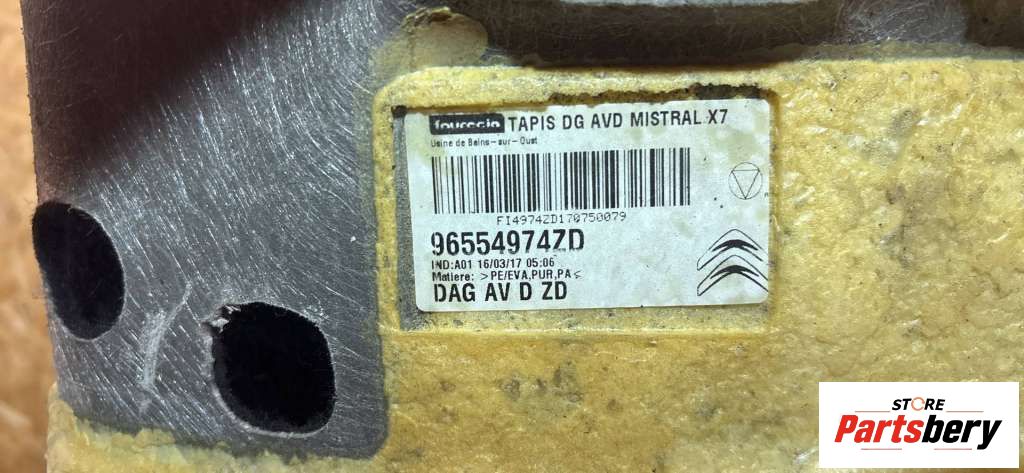 faurecia TAPIS DG AVD MISTRAL X7
Usine de Bains-sur-Oust
FI4974ZD170750079
96554974ZD
IND:A01 16/03/17 05:06
Matiere: >PE/EVA,PUR,PA<
DAG AV D ZD
STORE
Partsbery